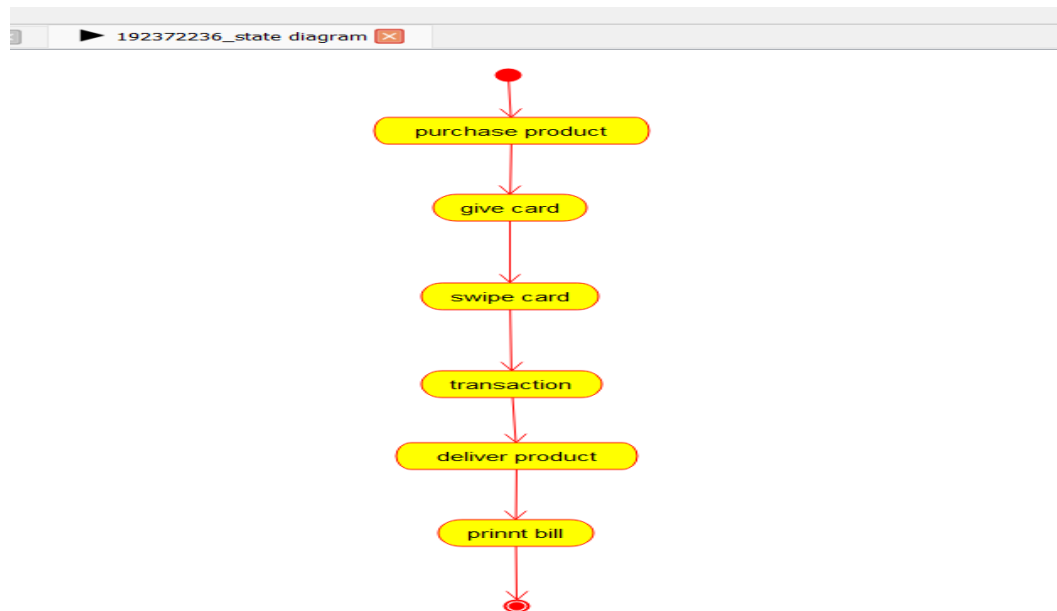 192372236_state diagram
purchase product
give card
swipe card
transaction
deliver product
prinnt bill